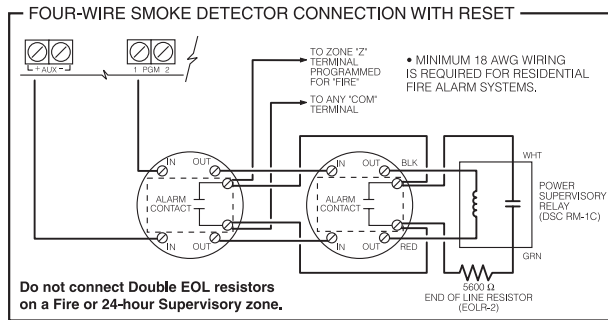 FOUR-WIRE SMOKE DETECTOR CONNECTION WITH RESET
+ AUX -
1 PGM 2
TO ZONE "Z"
TERMINAL
PROGRAMMED
FOR "FIRE"
TO ANY "COM"
TERMINAL
• MINIMUM 18 AWG WIRING
IS REQUIRED FOR RESIDENTIAL
FIRE ALARM SYSTEMS.
IN OUT
IN OUT BLK
WHT
ALARM
CONTACT
ALARM
CONTACT
POWER
SUPERVISORY
RELAY
(DSC RM-1C)
IN OUT
IN OUT RED
GRN
5600 Ω
END OF LINE RESISTOR
(EOLR-2)
Do not connect Double EOL resistors
on a Fire or 24-hour Supervisory zone.